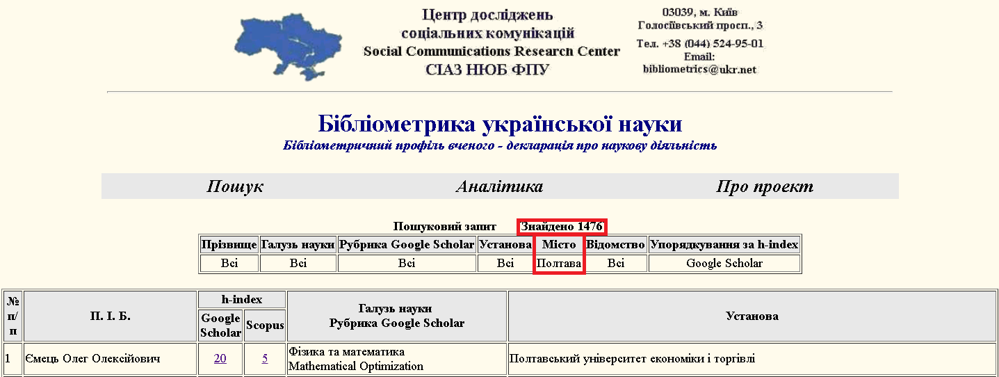 Центр досліджень
соціальних комунікацій
Social Communications Research Center
СІАЗ НЮБ ФПУ
03039, м. Київ
Голосіївський просп., 3
Тел. +38 (044) 524-95-01
Email:
bibliometrics@ukr.net
Бібліометрика української науки
Бібліометричний профіль вченого - декларація про наукову діяльність
Пошук Аналітика Про проект
Пошуковий запит Знайдено 1476
Прізвище Галузь науки Рубрика Google Scholar Установа Місто Відомство Упорядкування за h-index
Всі Всі Всі Всі Полтава Всі Google Scholar
№
п/
п
П. І. Б.
h-index
Google
Scholar
Scopus
Галузь науки
Рубрика Google Scholar
Установа
1 Ємець Олег Олексійович 20 5
Фізика та математика
Mathematical Optimization
Полтавський університет економіки і торгівлі